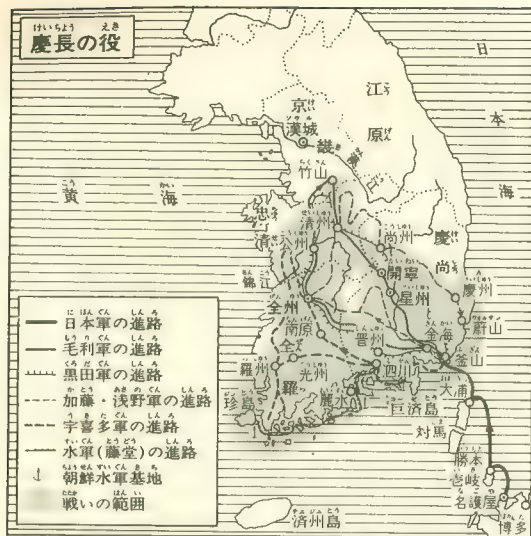 慶長の役
日本海
江原
京畿
漢城
漢江
竹山
黄海
忠清
清州
公州
尚州
慶尚
開寧
錦江
星州
慶州
全州
蔚山
金海
南原
晋州
釜山
全羅
羅州
光州
四川
珍島
麗水
巨済島
大浦
対馬
勝本
壱岐
名護屋
博多
済州島
日本軍の進路
毛利軍の進路
黒田軍の進路
加藤・浅野軍の進路
宇喜多軍の進路
水軍(藤堂)の進路
朝鮮水軍基地
戦いの範囲